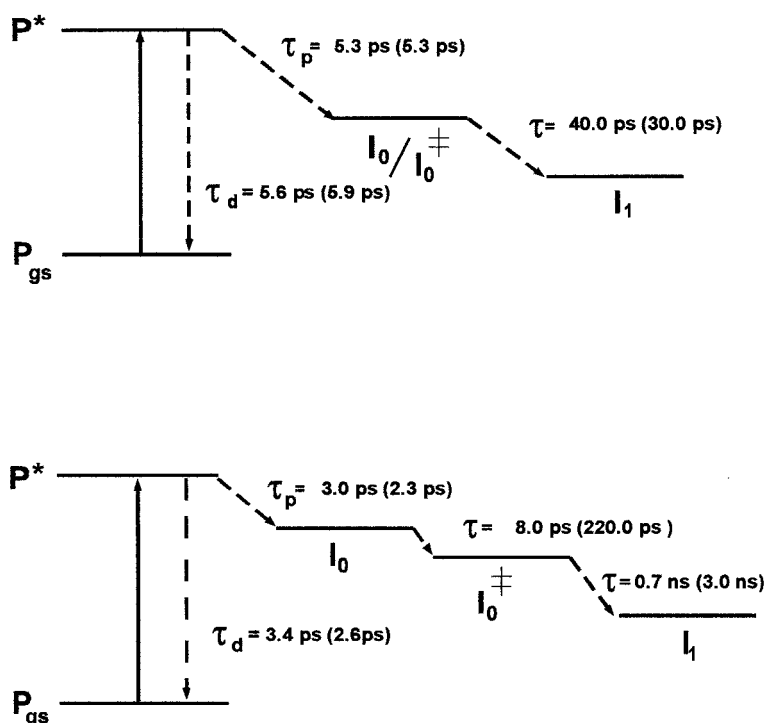 P*
τp = 5.3 ps (5.3 ps)
I0/I0‡
τ= 40.0 ps (30.0 ps)
τd = 5.6 ps (5.9 ps)
I1
Pgs
P*
τp = 3.0 ps (2.3 ps)
I0
τ= 8.0 ps (220.0 ps )
I0‡
τ= 0.7 ns (3.0 ns)
τd = 3.4 ps (2.6ps)
I1
Pgs